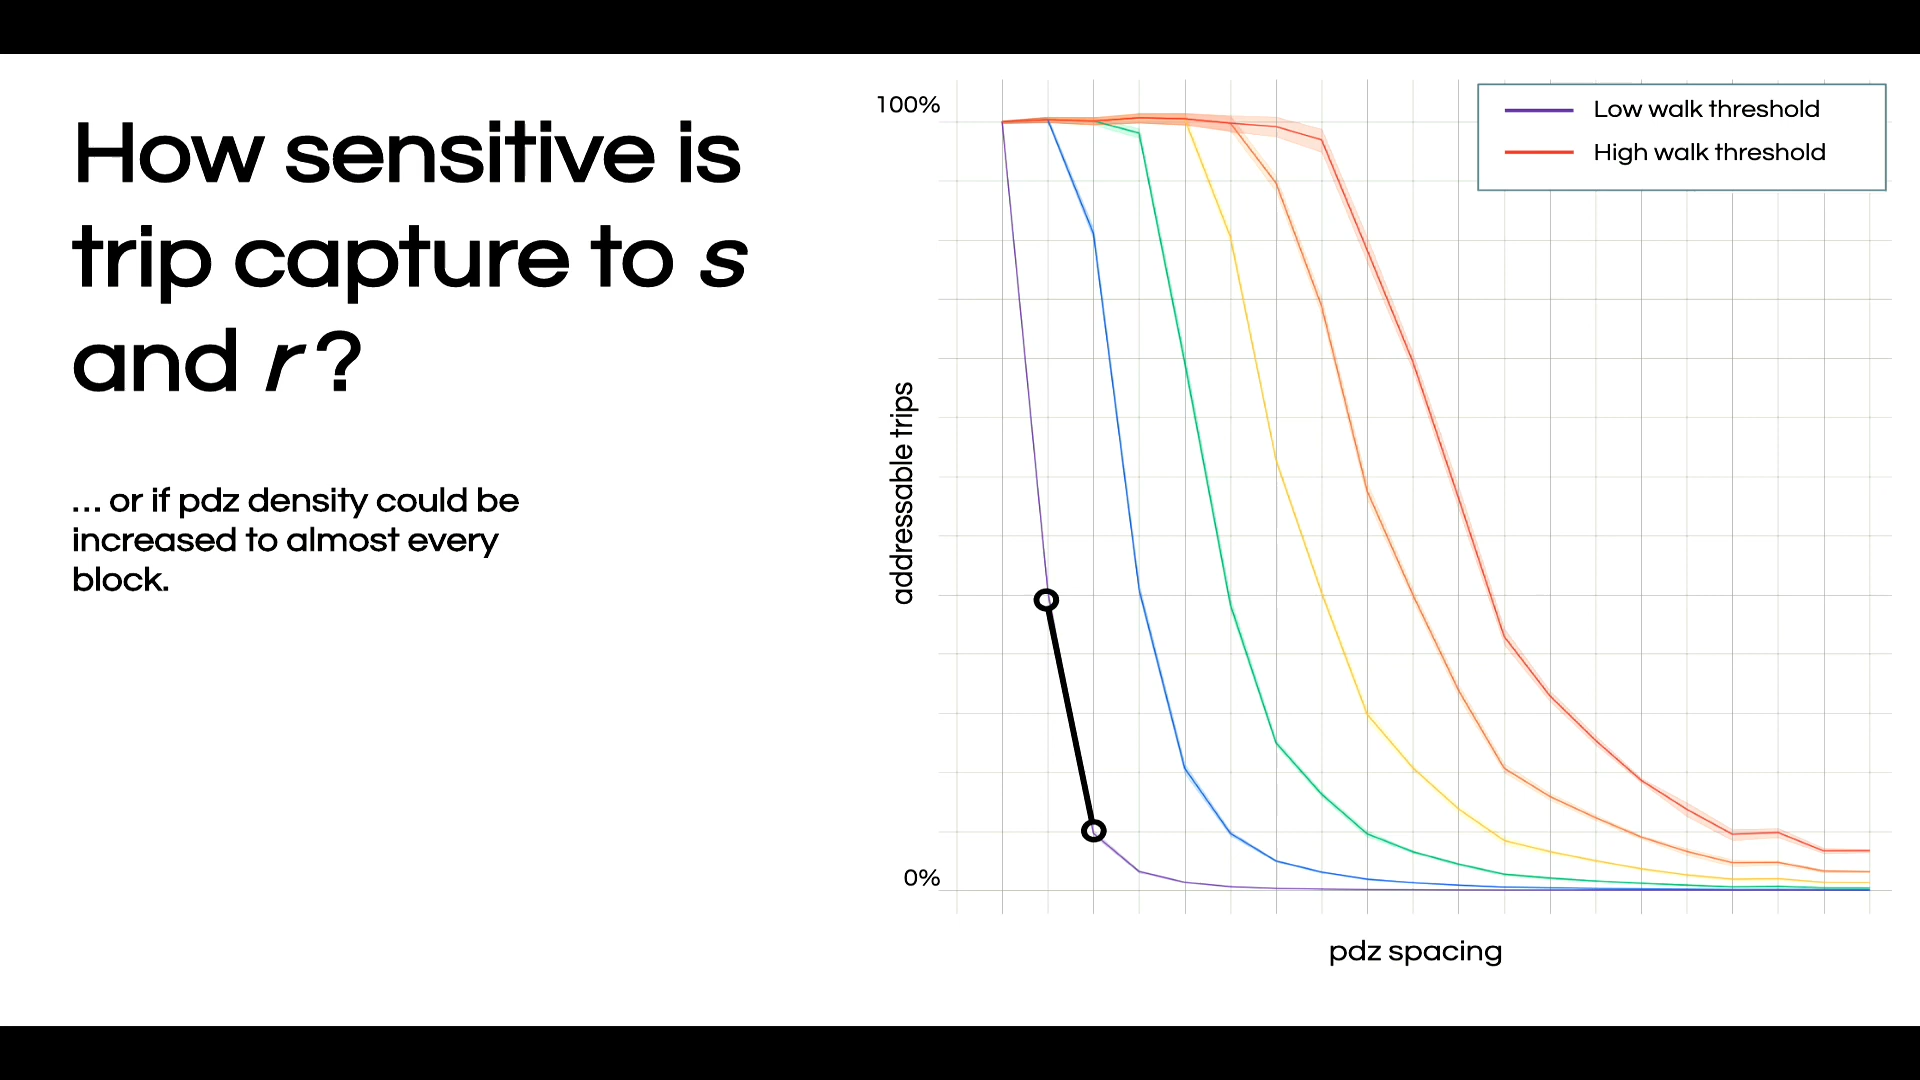 How sensitive is
trip capture to s
and r?
... or if pdz density could be
increased to almost every
block.
100%
addressable trips
0%
pdz spacing
Low walk threshold
High walk threshold